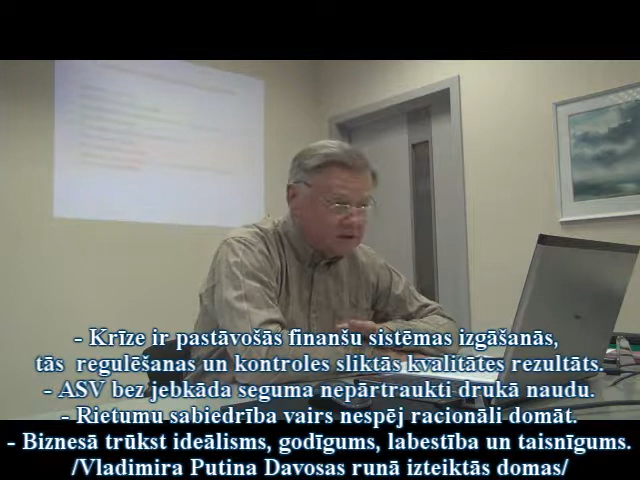 - Krīze ir pastāvošās finanšu sistēmas izgāšanās,
tās regulēšanas un kontroles sliktās kvalitātes rezultāts.
- ASV bez jebkāda seguma nepārtraukti drukā naudu.
- Rietumu sabiedrība vairs nespēj racionāli domāt.
- Biznesā trūkst ideālisms, godīgums, labestība un taisnīgums.
/Vladimira Putina Davosas runā izteiktās domas/